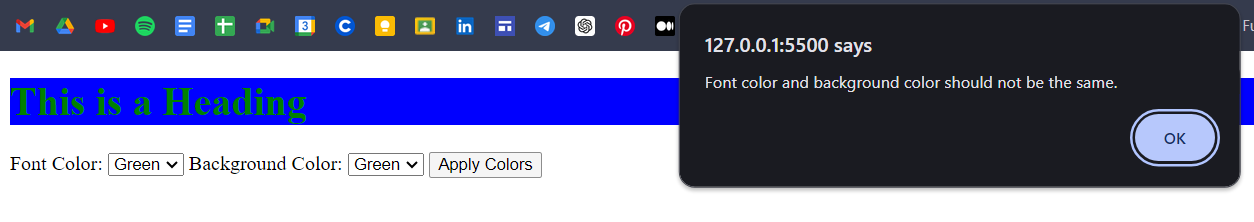 3
127.0.0.1:5500 says
Font color and background color should not be the same.
OK
This is a Heading
Font Color: Green Background Color: Green Apply Colors